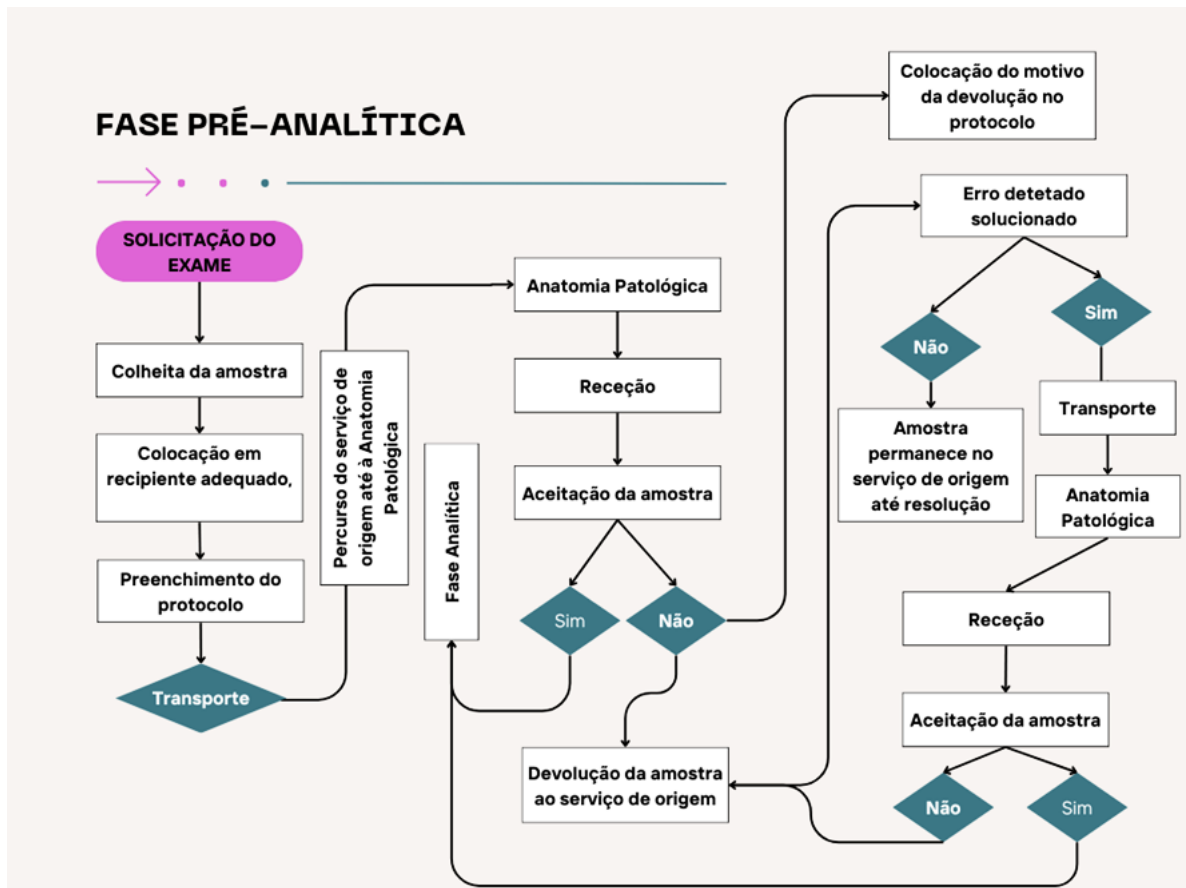 FASE PRÉ-ANALÍTICA
SOLICITAÇÃO DO
EXAME
Colheita da amostra
Colocação em
recipiente adequado,
Preenchimento do
protocolo
Transporte
Percurso do serviço de
origem até à Anatomia
Patológica
Anatomia Patológica
Receção
Aceitação da amostra
Sim
Não
Fase Analítica
Devolução da amostra
ao serviço de origem
Colocação do motivo
da devolução no
protocolo
Erro detetado
solucionado
Não
Sim
Amostra
permanece no
serviço de origem
até resolução
Transporte
Anatomia
Patológica
Receção
Aceitação da amostra
Não
Sim